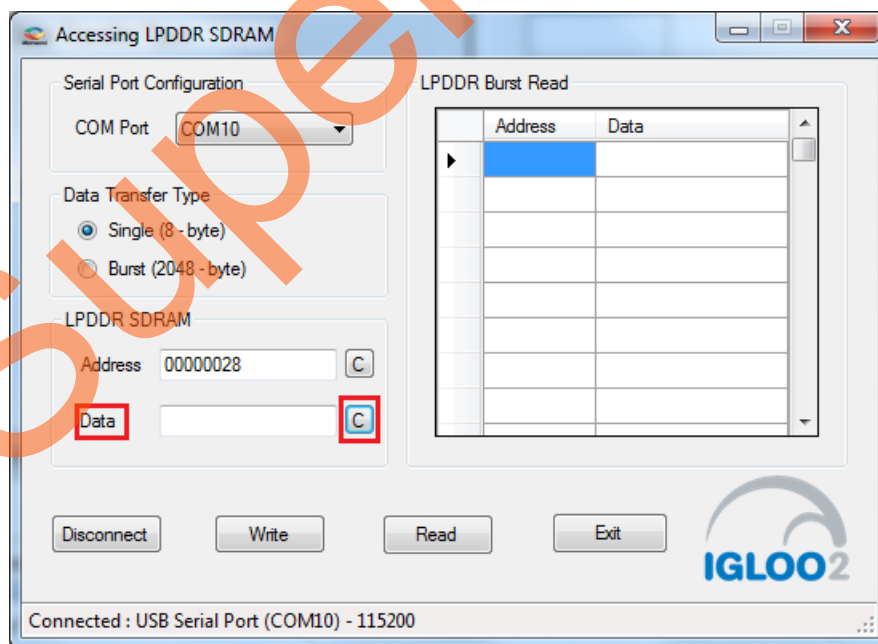 Accessing LPDDR SDRAM
Serial Port Configuration
COM Port COM10
Data Transfer Type
Single (8 - byte)
Burst (2048 - byte)
LPDDR SDRAM
Address 00000028 C
Data C
LPDDR Burst Read
Address Data
Disconnect Write Read Exit
IGLOO2
Connected : USB Serial Port (COM10) - 115200
Super